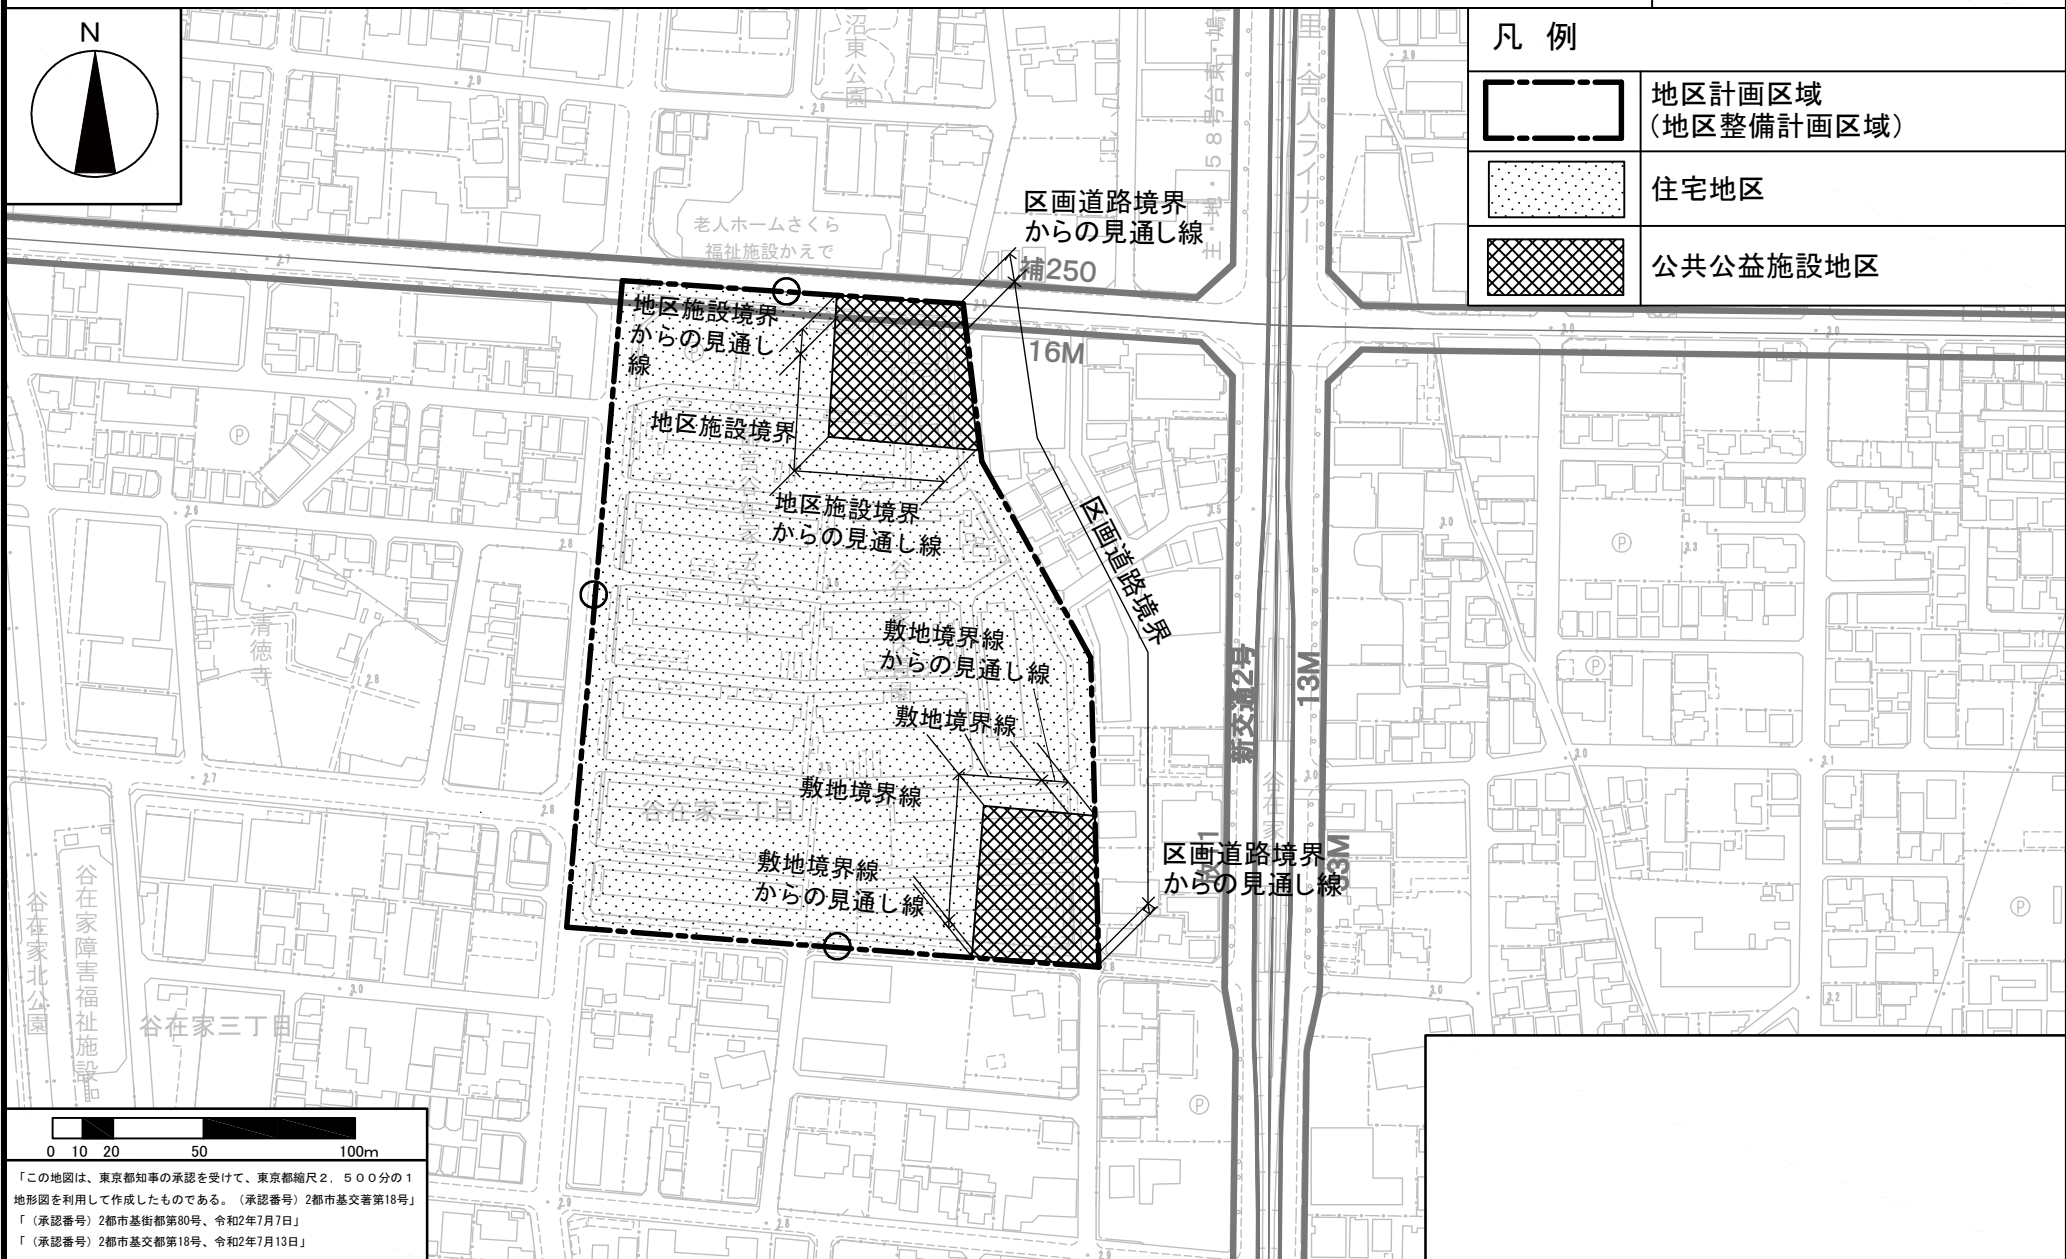 N
凡 例
地区計画区域
（地区整備計画区域）
住宅地区
公共公益施設地区
沼東公園
舎人ライナー
老人ホームさくら
福祉施設かえで
区画道路境界
からの見通し線
補250
16M
地区施設境界
からの見通し
線
地区施設境界
地区施設境界
からの見通し線
区画道路境界
敷地境界線
からの見通し線
敷地境界線
敷地境界線
敷地境界線
からの見通し線
区画道路境界
からの見通し線
新交通2号
13M
33M
谷在家
清徳寺
谷在家三丁目
谷在家三丁目
谷在家北公園
谷在家障害福祉施設
P
P
P
P
P
P
0 10 20 50 100m
「この地図は、東京都知事の承認を受けて、東京都縮尺２，５００分の１
地形図を利用して作成したものである。（承認番号）2都市基交著第18号」
「（承認番号）2都市基街都第80号、令和2年7月7日」
「（承認番号）2都市基交都第18号、令和2年7月13日」